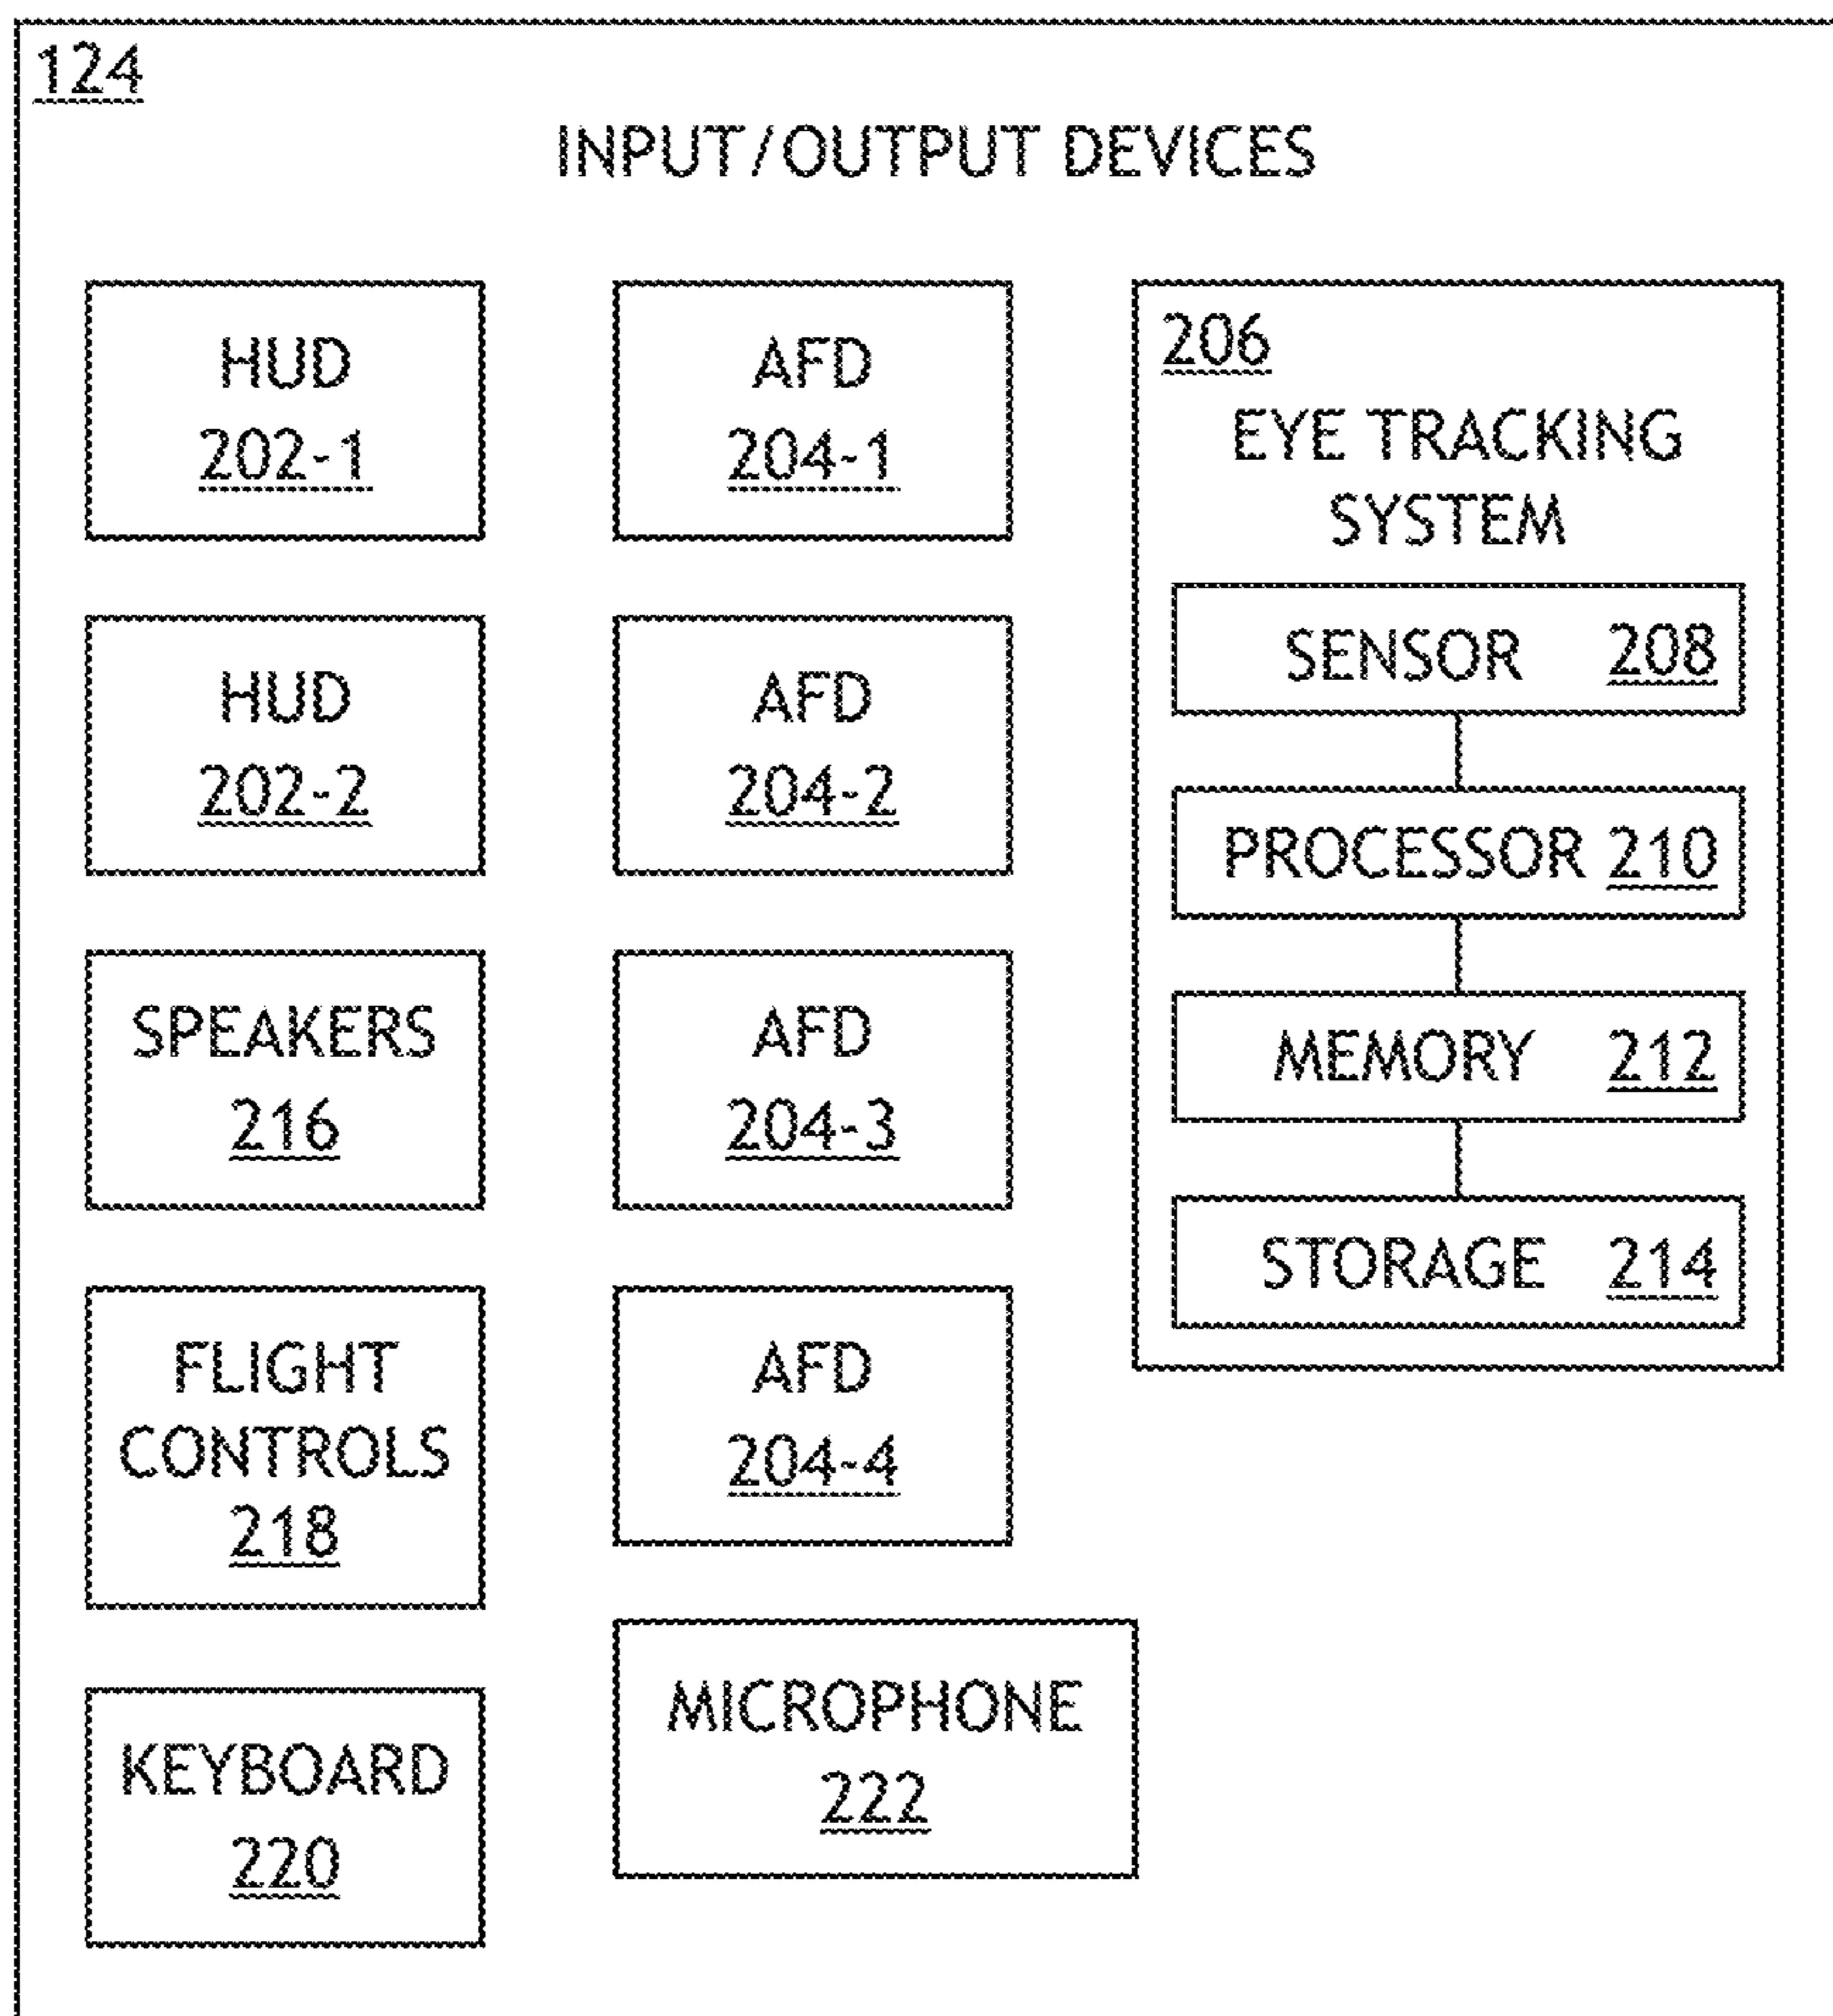 124
INPUT/OUTPUT DEVICES
HUD
202-1
AFD
204-1
206
EYE TRACKING
SYSTEM
SENSOR 208
PROCESSOR 210
MEMORY 212
STORAGE 214
HUD
202-2
AFD
204-2
SPEAKERS
216
AFD
204-3
FLIGHT
CONTROLS
218
AFD
204-4
KEYBOARD
220
MICROPHONE
222